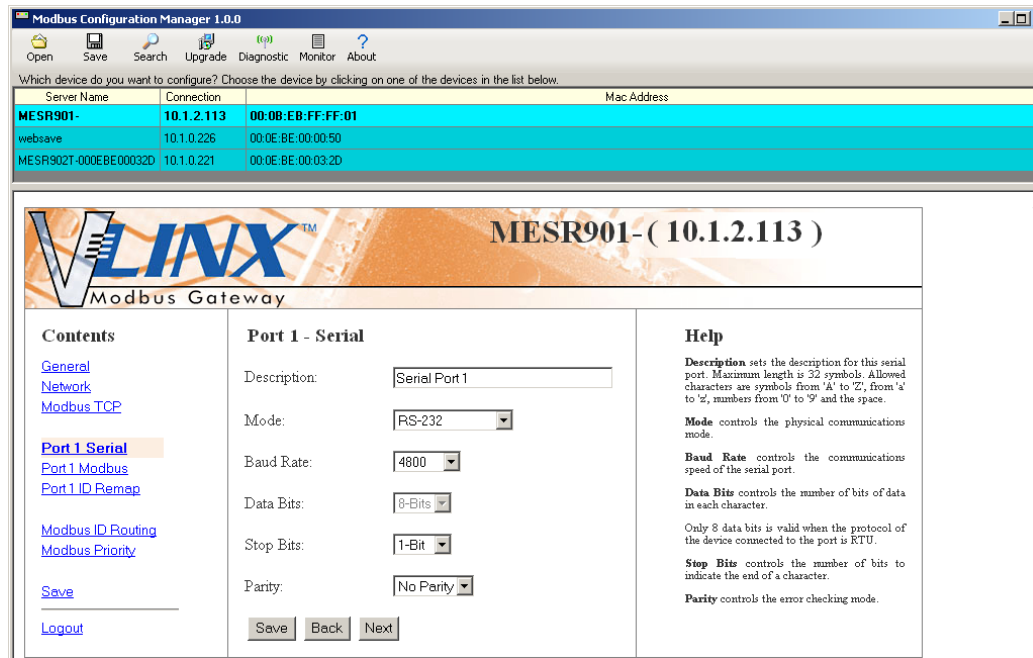 Modbus Configuration Manager 1.0.0
Open Save Search Upgrade Diagnostic Monitor About
Which device do you want to configure? Choose the device by clicking on one of the devices in the list below.
Server Name Connection Mac Address
MESR901- 10.1.2.113 00:0B:EB:FF:FF:01
websave 10.1.0.226 00:0E:BE:00:00:50
MESR902T-000EBE00032D 10.1.0.221 00:0E:BE:00:03:2D
VLINX™
Modbus Gateway
MESR901- ( 10.1.2.113 )
Contents
General
Network
Modbus TCP
Port 1 Serial
Port 1 Modbus
Port 1 ID Remap
Modbus ID Routing
Modbus Priority
Save
Logout
Port 1 - Serial
Description: Serial Port 1
Mode: RS-232
Baud Rate: 4800
Data Bits: 8-Bits
Stop Bits: 1-Bit
Parity: No Parity
Save Back Next
Help
Description sets the description for this serial
port. Maximum length is 32 symbols. Allowed
characters are symbols from 'A' to 'Z', from 'a'
to 'z', numbers from '0' to '9' and the space.
Mode controls the physical communications
mode.
Baud Rate controls the communications
speed of the serial port.
Data Bits controls the number of bits of data
in each character.
Only 8 data bits is valid when the protocol of
the device connected to the port is RTU.
Stop Bits controls the number of bits to
indicate the end of a character.
Parity controls the error checking mode.